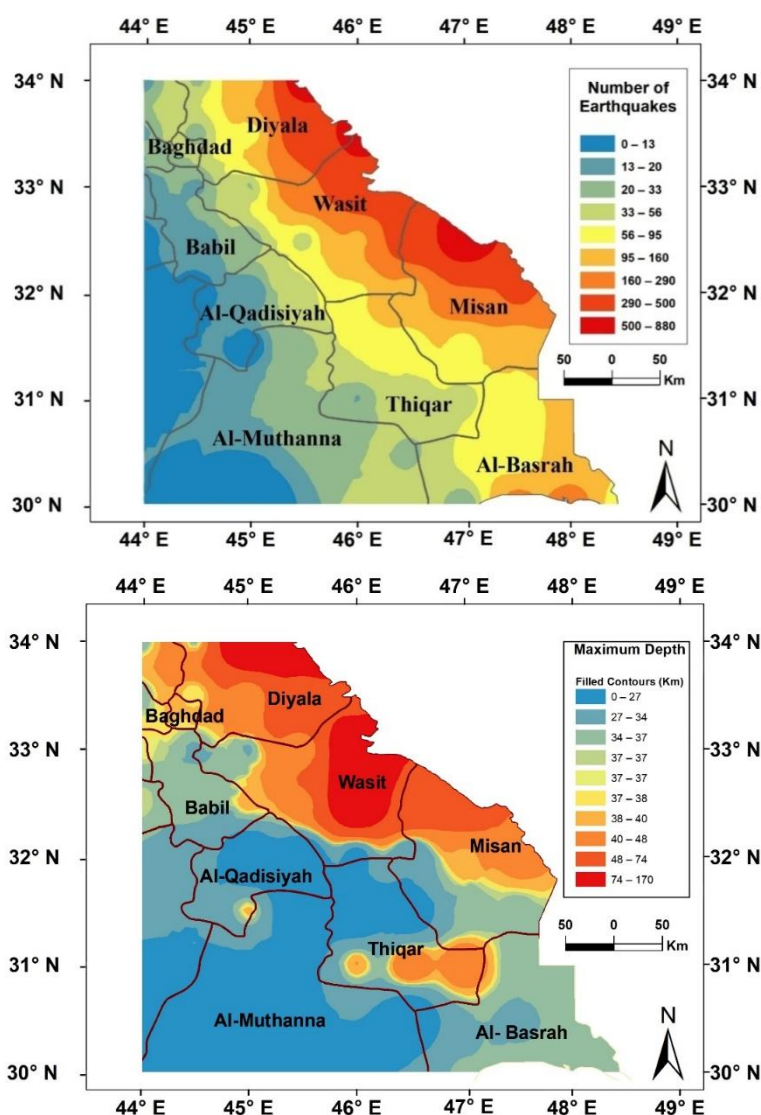 44° E 45° E 46° E 47° E 48° E 49° E
34° N 34° N
33° N 33° N
32° N 32° N
31° N 31° N
30° N 30° N
Diyala
Baghdad
Wasit
Babil
Al-Qadisiyah
Misan
Thiqar
Al-Muthanna
Al-Basrah
Number of
Earthquakes
0 – 13
13 – 20
20 – 33
33 – 56
56 – 95
95 – 160
160 – 290
290 – 500
500 – 880
50 0 50
Km
N
44° E 45° E 46° E 47° E 48° E 49° E
44° E 45° E 46° E 47° E 48° E 49° E
34° N 34° N
33° N 33° N
32° N 32° N
31° N 31° N
30° N 30° N
Diyala
Baghdad
Wasit
Babil
Misan
Al-Qadisiyah
Thiqar
Al-Muthanna
Al- Basrah
Maximum Depth
Filled Contours (Km)
0 – 27
27 – 34
34 – 37
37 – 37
37 – 37
37 – 38
38 – 40
40 – 48
48 – 74
74 – 170
50 0 50
Km
N
44° E 45° E 46° E 47° E 48° E 49° E